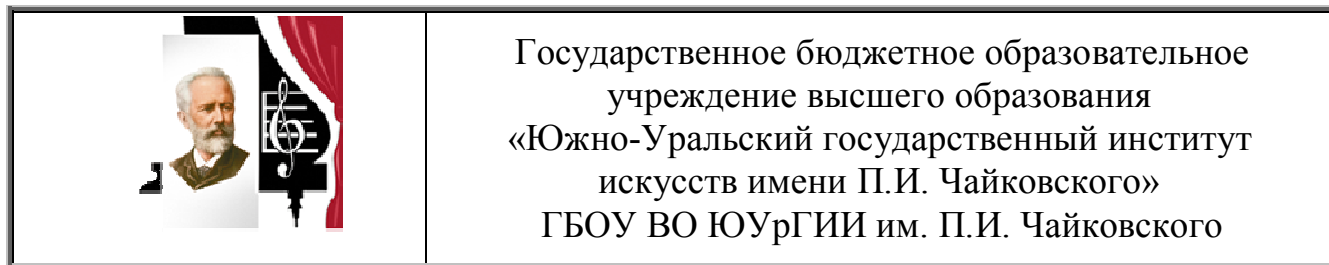 Государственное бюджетное образовательное
учреждение высшего образования
«Южно-Уральский государственный институт
искусств имени П.И. Чайковского»
ГБОУ ВО ЮУрГИИ им. П.И. Чайковского